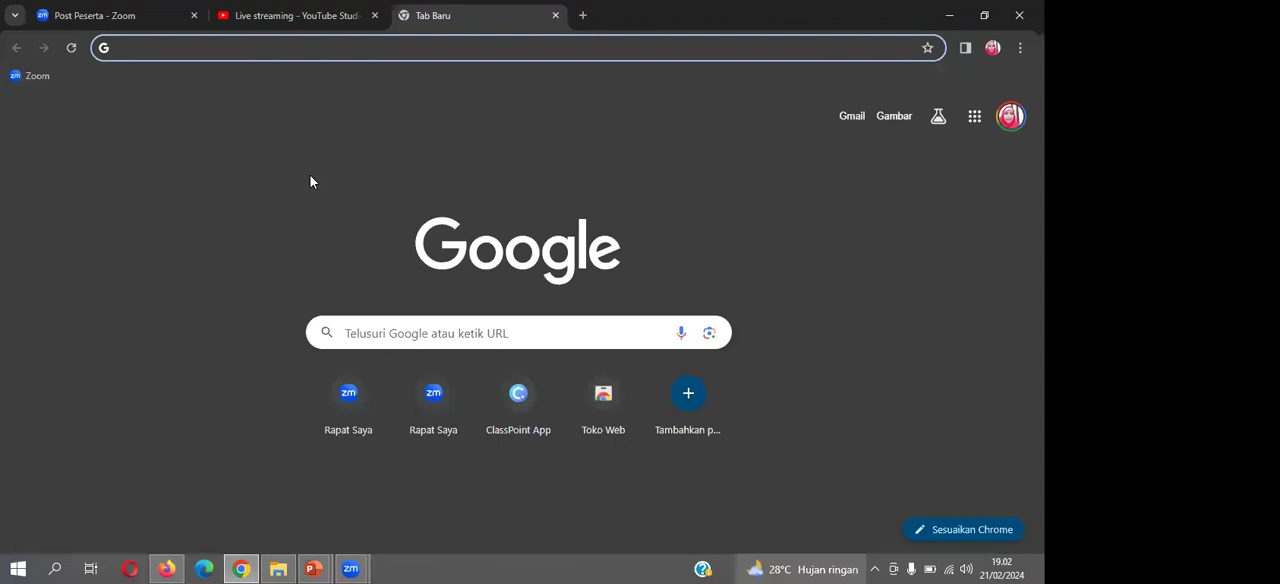 Post Peserta - Zoom
Live streaming - YouTube Studi
Tab Baru
Zoom
Gmail Gambar
Google
Telusuri Google atau ketik URL
Rapat Saya Rapat Saya ClassPoint App Toko Web Tambahkan p...
Sesuaikan Chrome
28°C Hujan ringan
19.02
21/02/2024